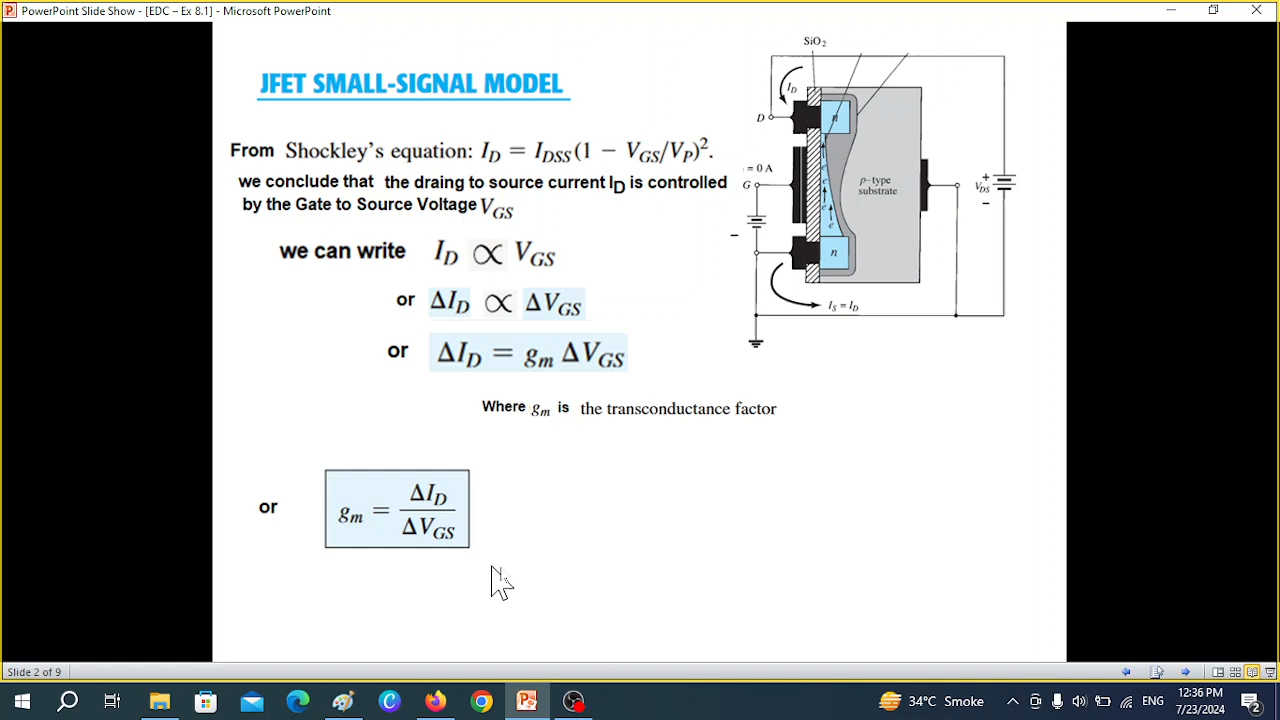 PowerPoint Slide Show - [EDC – Ex 8.1] - Microsoft PowerPoint
JFET SMALL-SIGNAL MODEL
From Shockley's equation: I_D = I_DSS(1 − V_GS/V_P)².
we conclude that the draing to source current I_D is controlled
by the Gate to Source Voltage V_GS
we can write I_D ∝ V_GS
or ΔI_D ∝ ΔV_GS
or ΔI_D = g_m ΔV_GS
Where g_m is the transconductance factor
or g_m = ΔI_D / ΔV_GS
SiO₂
I_D
D
n
= 0 A
G
e
e
e
e
p-type
substrate
+
V_DS
−
−
n
I_S = I_D
Slide 2 of 9
34°C Smoke
ENG
12:36 PM
7/23/2024
2